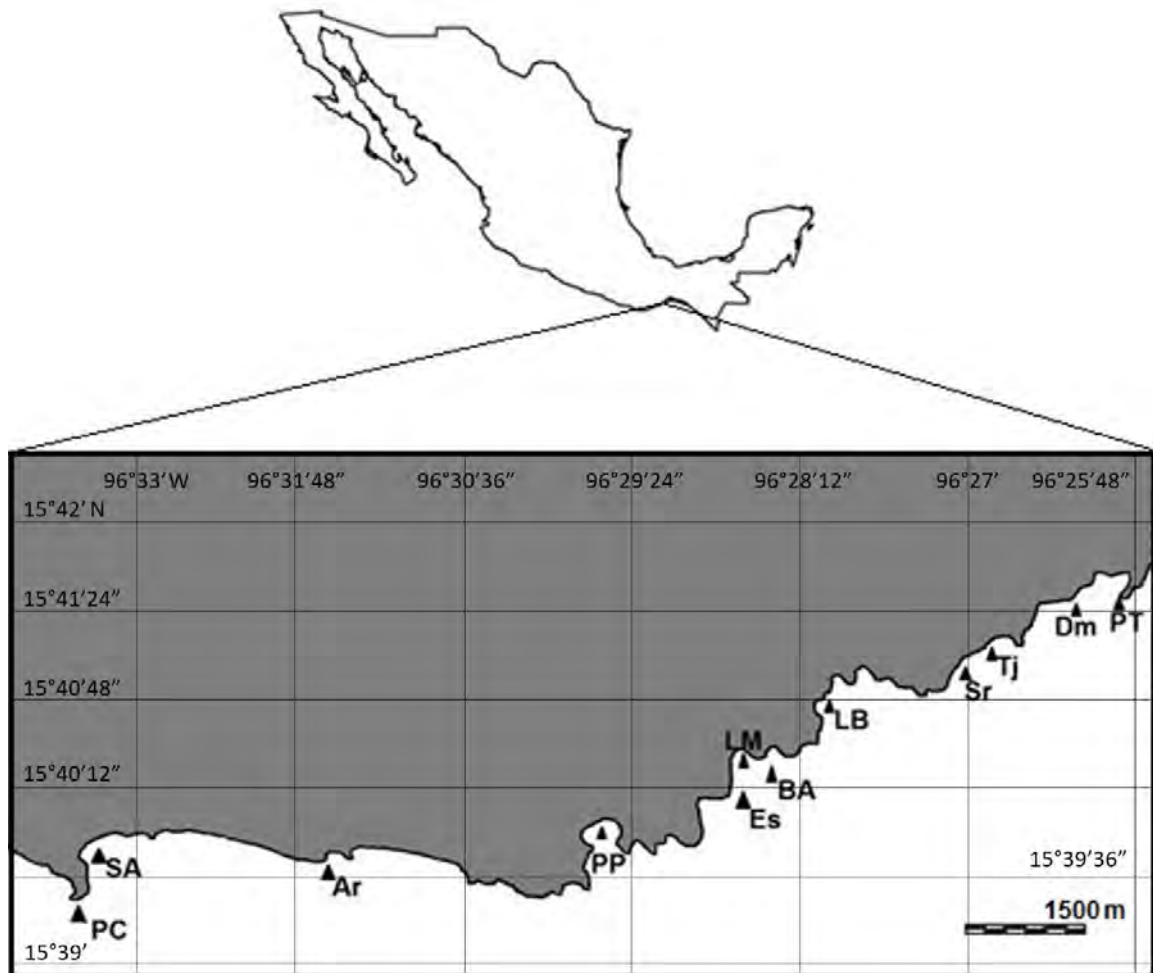 96°33'W 96°31'48" 96°30'36" 96°29'24" 96°28'12" 96°27' 96°25'48"
15°42' N
15°41'24"
Dm PT
Tj
Sr
15°40'48"
LB
LM
15°40'12"
BA
Es
PP
SA
15°39'36"
Ar
1500 m
PC
15°39'